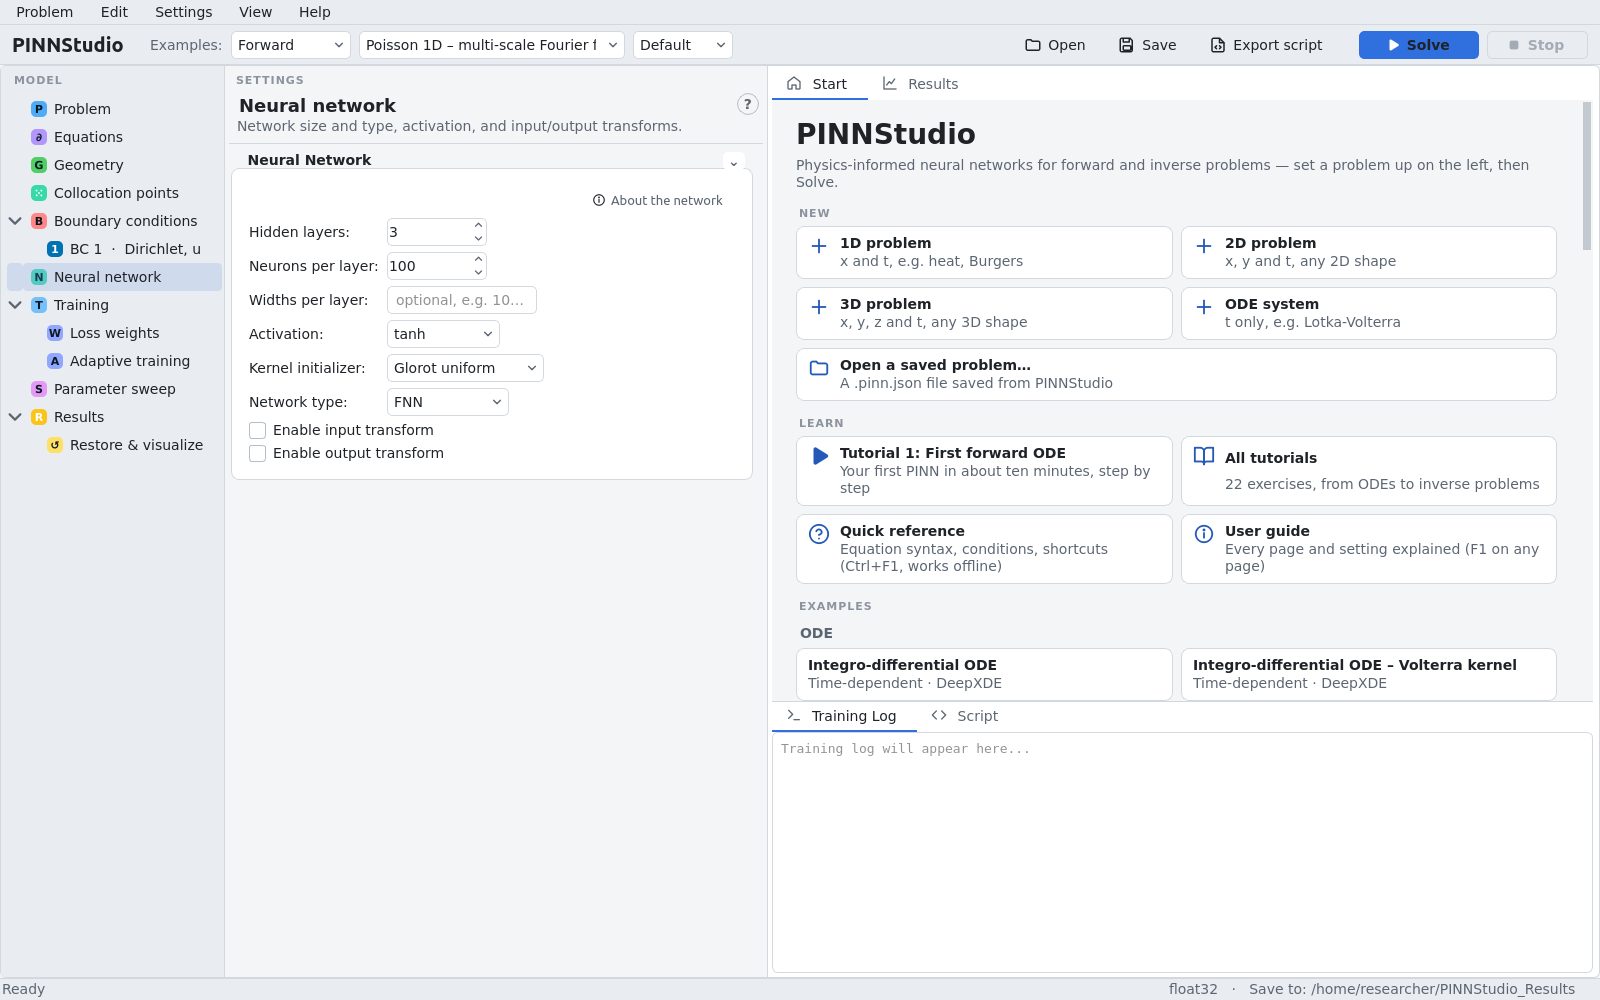 Problem Edit Settings View Help
PINNStudio Examples: Forward Poisson 1D – multi-scale Fourier f Default Open Save Export script Solve Stop
MODEL
P Problem
∂ Equations
G Geometry
Collocation points
B Boundary conditions
1 BC 1 · Dirichlet, u
N Neural network
T Training
W Loss weights
A Adaptive training
S Parameter sweep
R Results
Restore & visualize
SETTINGS
Neural network
?
Network size and type, activation, and input/output transforms.
Neural Network
About the network
Hidden layers: 3
Neurons per layer: 100
Widths per layer: optional, e.g. 10...
Activation: tanh
Kernel initializer: Glorot uniform
Network type: FNN
Enable input transform
Enable output transform
Start Results
PINNStudio
Physics-informed neural networks for forward and inverse problems — set a problem up on the left, then
Solve.
NEW
1D problem
x and t, e.g. heat, Burgers
2D problem
x, y and t, any 2D shape
3D problem
x, y, z and t, any 3D shape
ODE system
t only, e.g. Lotka-Volterra
Open a saved problem…
A .pinn.json file saved from PINNStudio
LEARN
Tutorial 1: First forward ODE
Your first PINN in about ten minutes, step by
step
All tutorials
22 exercises, from ODEs to inverse problems
Quick reference
Equation syntax, conditions, shortcuts
(Ctrl+F1, works offline)
User guide
Every page and setting explained (F1 on any
page)
EXAMPLES
ODE
Integro-differential ODE
Time-dependent · DeepXDE
Integro-differential ODE – Volterra kernel
Time-dependent · DeepXDE
Training Log Script
Training log will appear here...
Ready float32 · Save to: /home/researcher/PINNStudio_Results